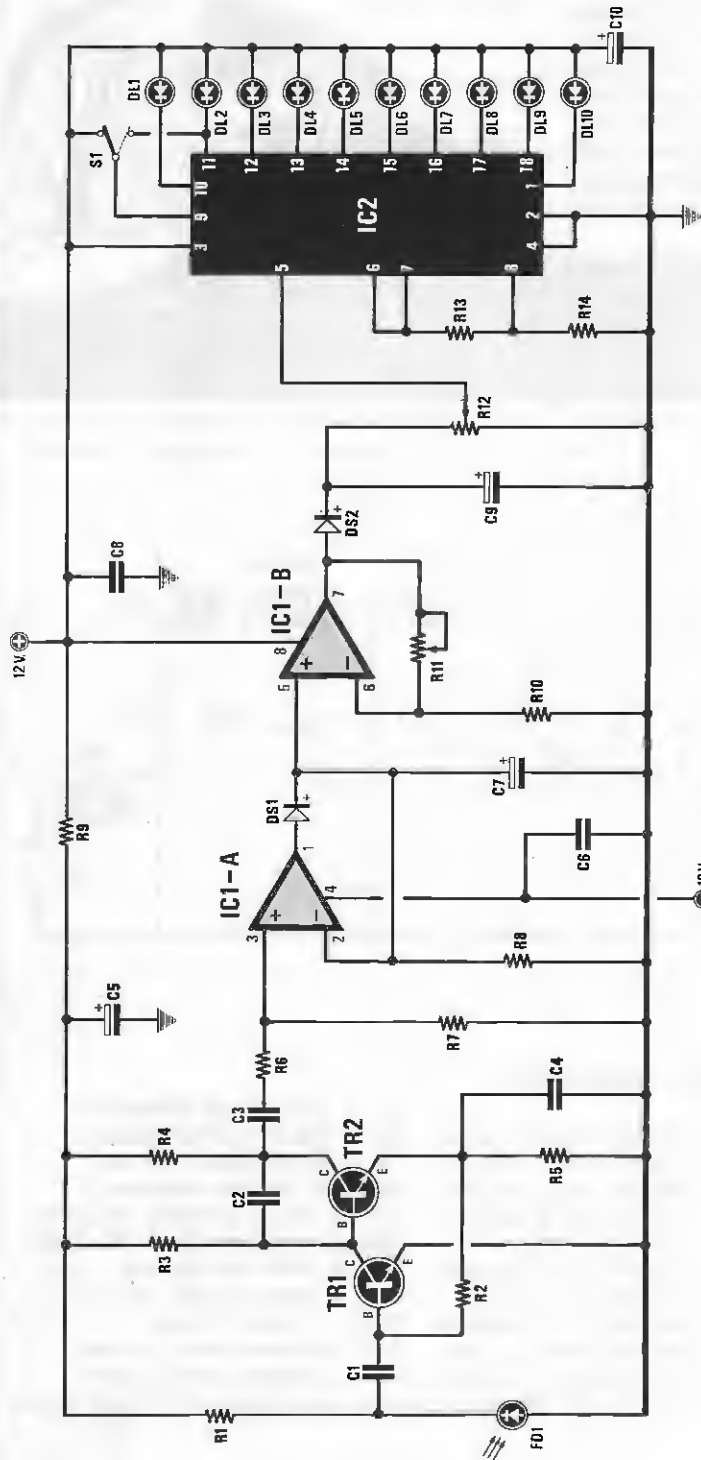 12 V.
R9
C5
C8
S1
R1
R3
R4
C2
C3
R6
C1
B
C
E
TR1
B
C
E
TR2
R2
R5
C4
R7
FD1
IC1-A
3
2
+
-
1
4
DS1
R8
C6
C7
IC1-B
5
6
+
-
8
7
DS2
R11
R10
C9
R12
R13
R14
IC2
3
9
10
11
12
13
14
15
16
17
18
1
5
6
7
8
4
2
DL1
DL2
DL3
DL4
DL5
DL6
DL7
DL8
DL9
DL10
C10
+